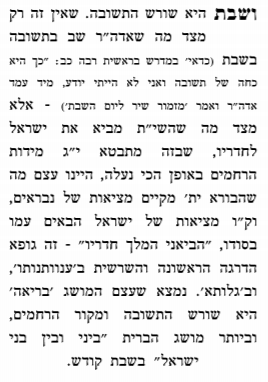 ושבת היא שורש התשובה. שאין זה רק
מצד מה שאדה״ר שב בתשובה
בשבת (כדאי׳ במדרש בראשית רבה כב: ״כך היא
כחה של תשובה ואני לא הייתי יודע, מיד עמד
אדה״ר ואמר ׳מזמור שיר ליום השבת׳) - אלא
מצד מה שהשי״ת מביא את ישראל
לחדריו, שבזה מתבטא י״ג מידות
הרחמים באופן הכי נעלה, היינו עצם מה
שהבורא ית׳ מקיים מציאות של נבראים,
וק״ו מציאות של ישראל הבאים עמו
בסודו, ״הביאני המלך חדריו״ - זה גופא
הדרגה הראשונה והשרשית ב׳ענוותנותו׳,
וב׳גלותא׳. נמצא שעצם המושג ׳בריאה׳
היא שורש התשובה ומקור הרחמים,
וביותר מושג הברית ״ביני ובין בני
ישראל״ בשבת קודש.